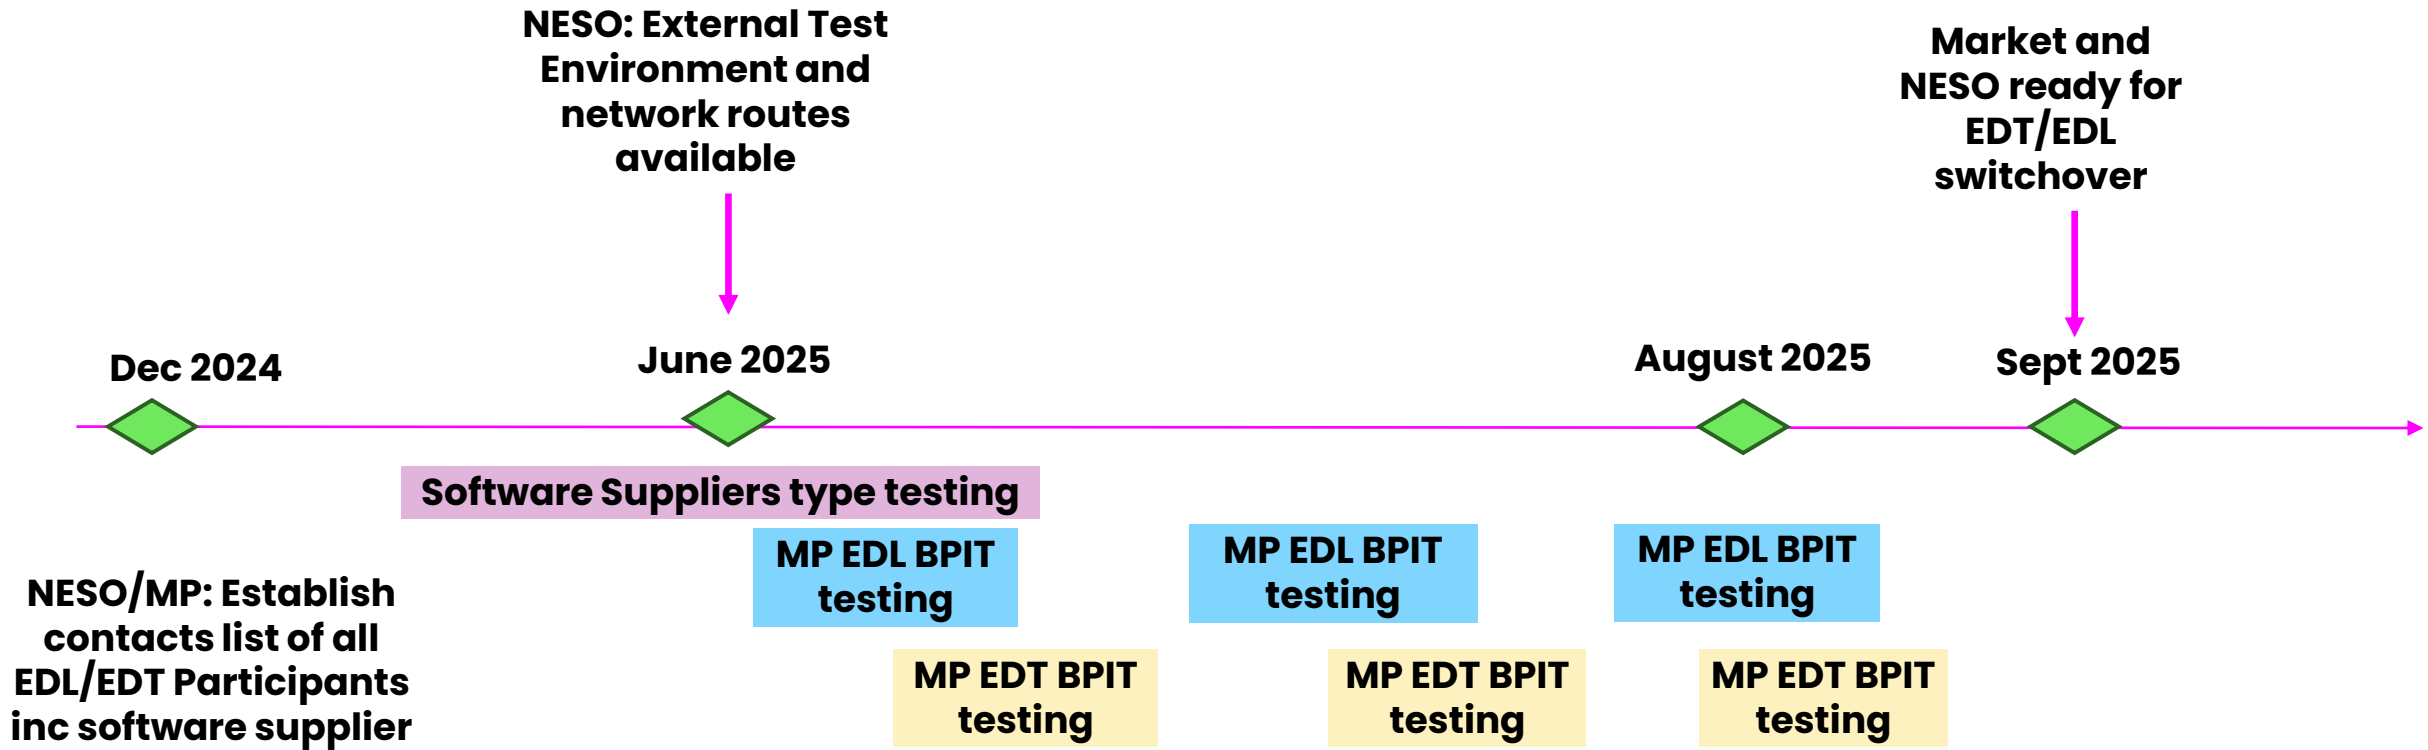 NESO: External Test
Environment and
network routes
available
Market and
NESO ready for
EDT/EDL
switchover
Dec 2024
June 2025
August 2025
Sept 2025
Software Suppliers type testing
MP EDL BPIT
testing
MP EDL BPIT
testing
MP EDL BPIT
testing
NESO/MP: Establish
contacts list of all
EDL/EDT Participants
inc software supplier
MP EDT BPIT
testing
MP EDT BPIT
testing
MP EDT BPIT
testing